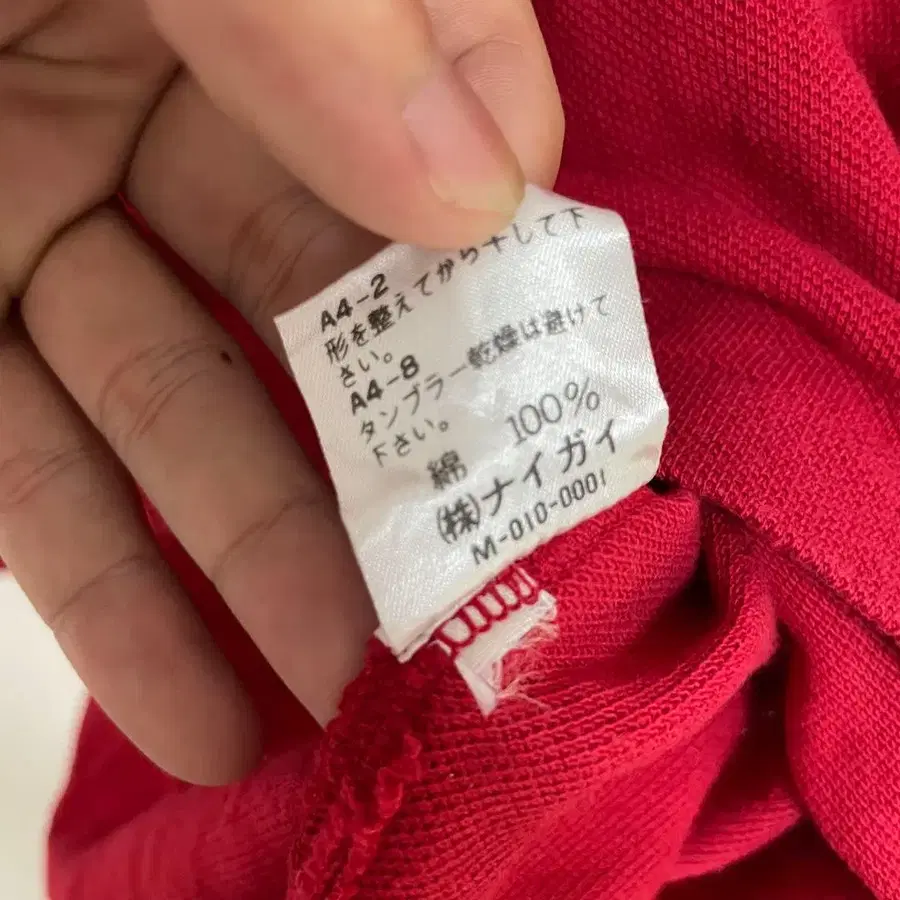 A4-2
形を整えてから干して下
さい。
A4-8
タンブラー乾燥は避けて
下さい。
綿 100%
㈱ナイガイ
M-010-0001